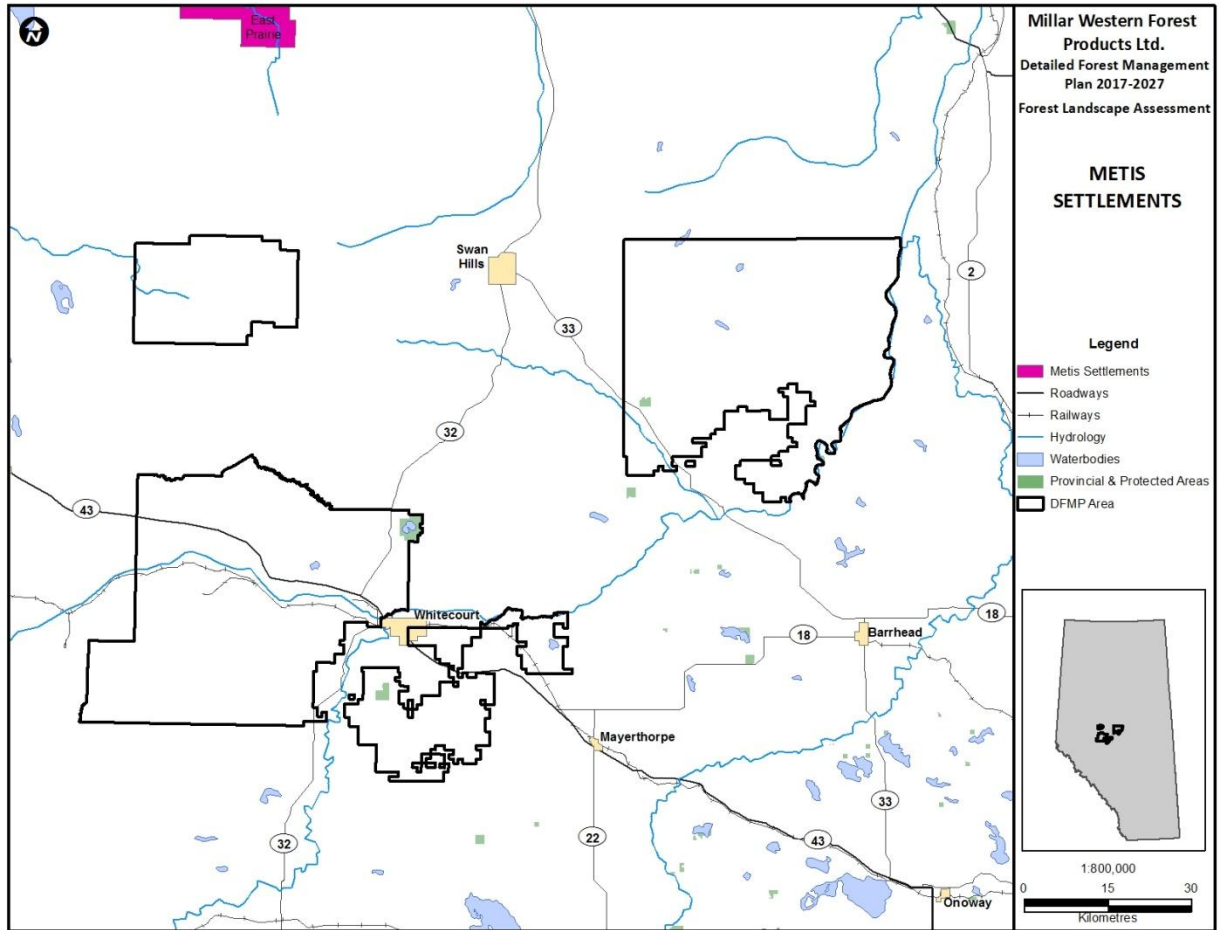 Millar Western Forest
Products Ltd.
Detailed Forest Management
Plan 2017-2027
Forest Landscape Assessment
METIS
SETTLEMENTS
Legend
Metis Settlements
Roadways
Railways
Hydrology
Waterbodies
Provincial & Protected Areas
DFMP Area
1:800,000
0 15 30
Kilometres
N
East
Prairie
Swan
Hills
2
33
32
43
Whitecourt
18
18
Barrhead
Mayerthorpe
33
22
32
43
Onoway